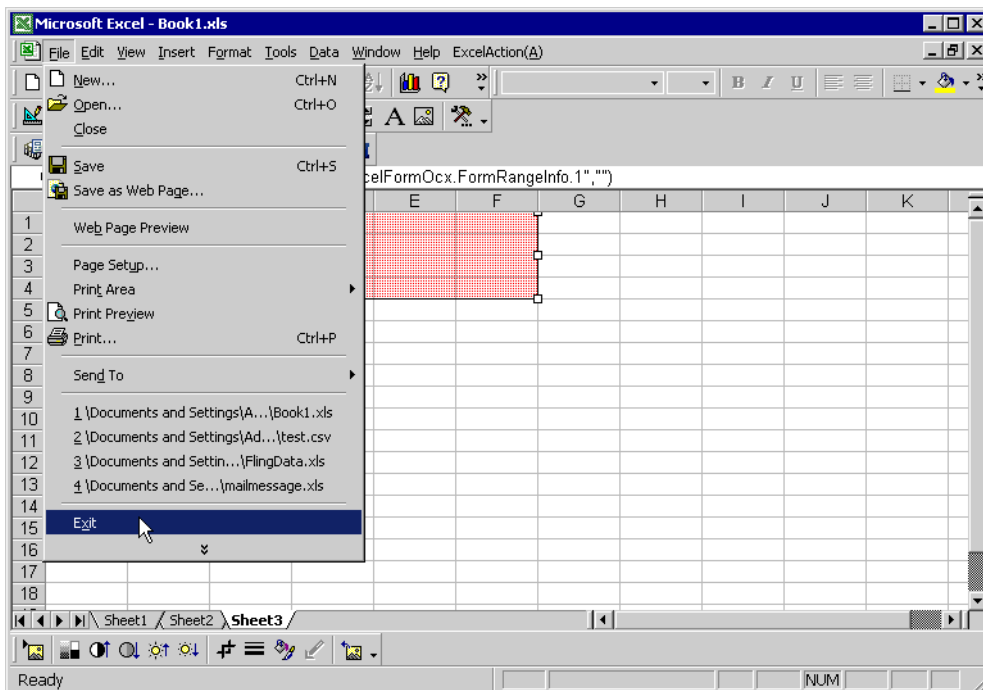 Microsoft Excel - Book1.xls
File Edit View Insert Format Tools Data Window Help ExcelAction(A)
New... Ctrl+N
Open... Ctrl+O
Close
Save Ctrl+S
Save as Web Page...
Web Page Preview
Page Setup...
Print Area
Print Preview
Print... Ctrl+P
Send To
1 \Documents and Settings\A...\Book1.xls
2 \Documents and Settings\Ad...\test.csv
3 \Documents and Settin...\FlingData.xls
4 \Documents and Se...\mailmessage.xls
Exit
B I U
A
celFormOcx.FormRangeInfo.1","")
E F G H I J K
1
2
3
4
5
6
7
8
9
10
11
12
13
14
15
16
17
18
Sheet1 Sheet2 Sheet3
Ready NUM